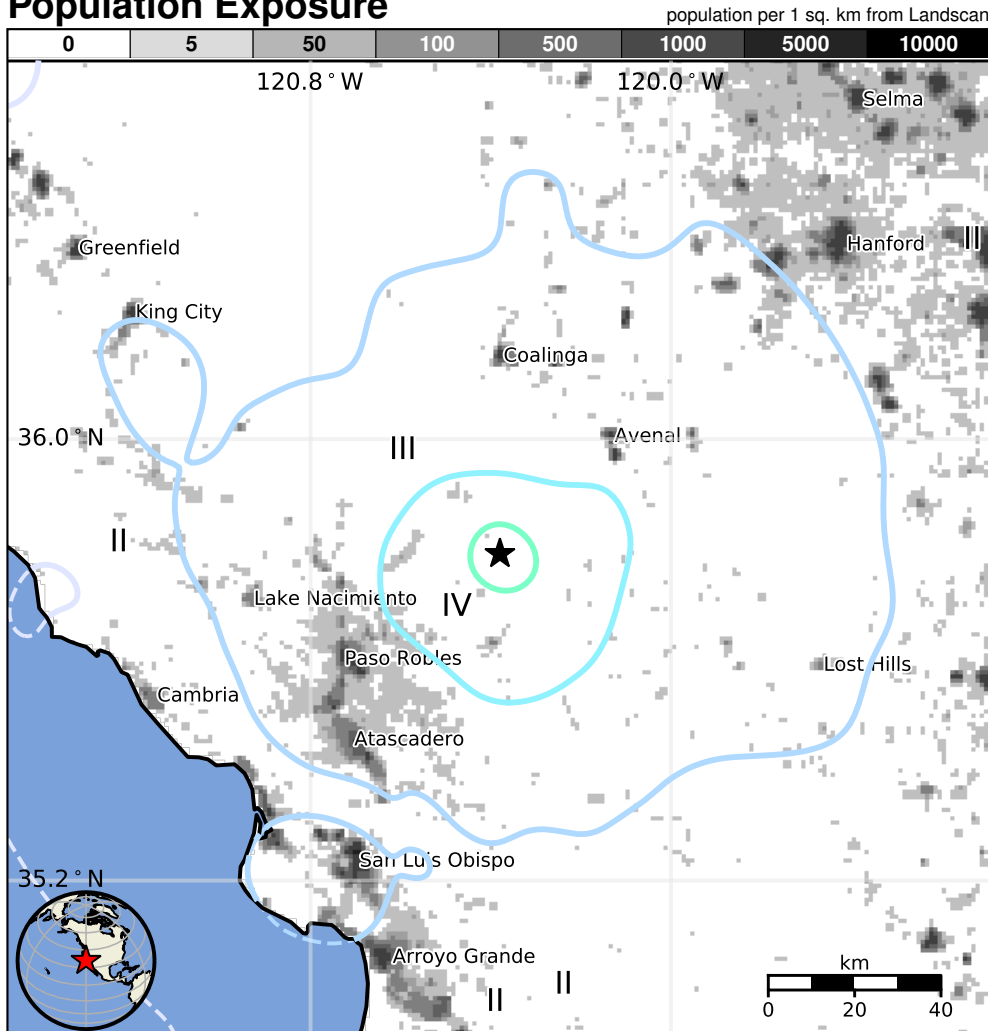 Population Exposure
population per 1 sq. km from Landscan
0 5 50 100 500 1000 5000 10000
120.8°W 120.0°W
Selma
Greenfield
Hanford
II
King City
Coalinga
36.0°N
Avenal
III
II
Lake Nacimiento
IV
Paso Robles
Lost Hills
Cambria
Atascadero
San Luis Obispo
35.2°N
Arroyo Grande
km
II
II
0 20 40